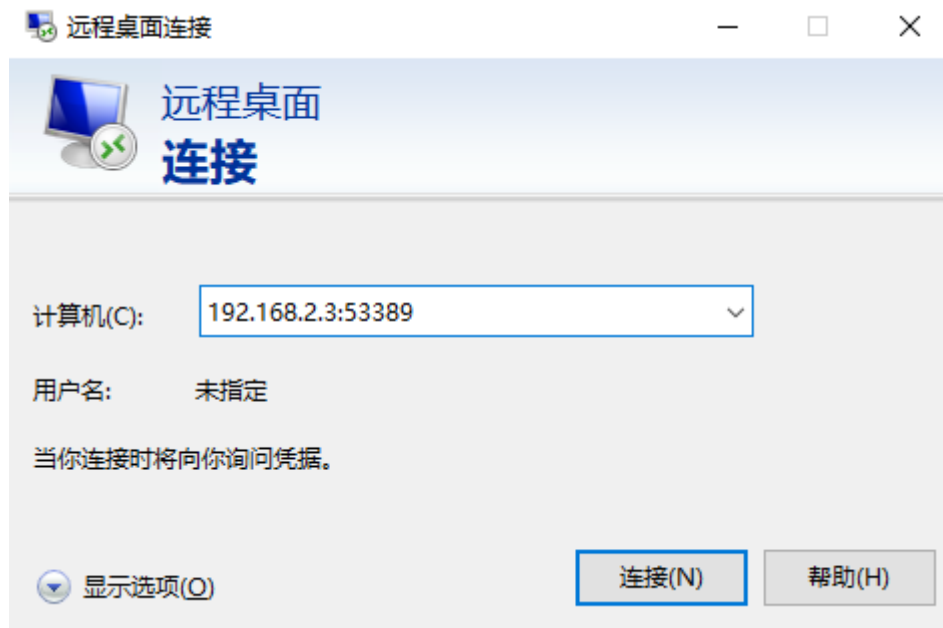 远程桌面连接
远程桌面
连接
计算机(C):
192.168.2.3:53389
用户名:
未指定
当你连接时将向你询问凭据。
显示选项(O)
连接(N)
帮助(H)